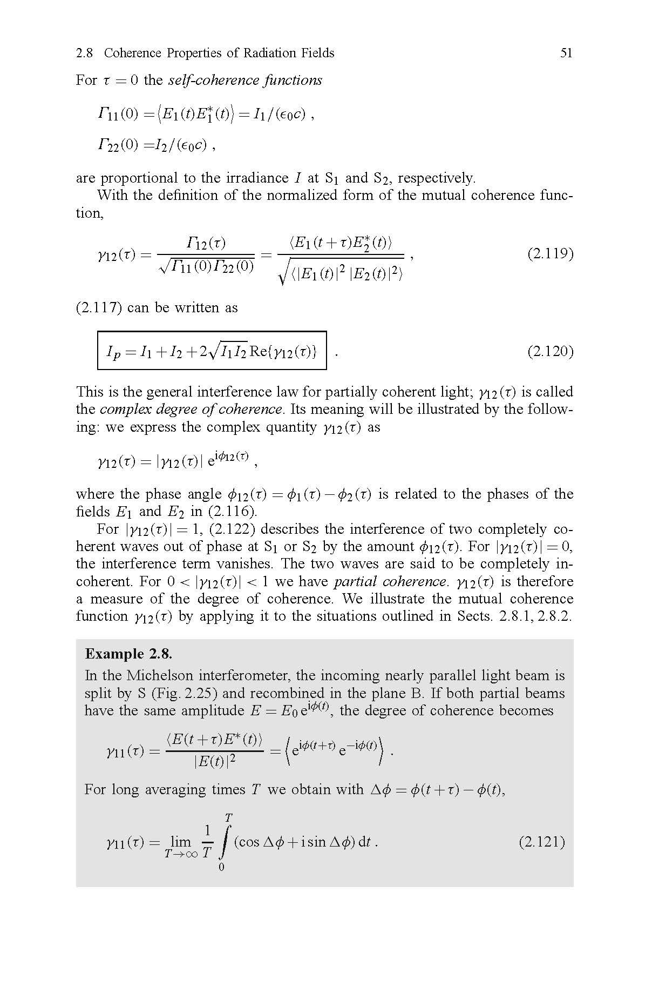 2.8 Coherence Properties of Radiation Fields 51
For τ = 0 the self-coherence functions
Γ₁₁(0) = ⟨E₁(t)E₁*(t)⟩ = I₁/(ϵ₀c) ,
Γ₂₂(0) = I₂/(ϵ₀c) ,
are proportional to the irradiance I at S₁ and S₂, respectively.
With the definition of the normalized form of the mutual coherence func-
tion,
γ₁₂(τ) = Γ₁₂(τ) / √(Γ₁₁(0)Γ₂₂(0)) = ⟨E₁(t+τ)E₂*(t)⟩ / √(⟨|E₁(t)|² |E₂(t)|²⟩) , (2.119)
(2.117) can be written as
Iₚ = I₁ + I₂ + 2√(I₁I₂) Re{γ₁₂(τ)} . (2.120)
This is the general interference law for partially coherent light; γ₁₂(τ) is called
the complex degree of coherence. Its meaning will be illustrated by the follow-
ing: we express the complex quantity γ₁₂(τ) as
γ₁₂(τ) = |γ₁₂(τ)| e^{iϕ₁₂(τ)} ,
where the phase angle ϕ₁₂(τ) = ϕ₁(τ) − ϕ₂(τ) is related to the phases of the
fields E₁ and E₂ in (2.116).
For |γ₁₂(τ)| = 1, (2.122) describes the interference of two completely co-
herent waves out of phase at S₁ or S₂ by the amount ϕ₁₂(τ). For |γ₁₂(τ)| = 0,
the interference term vanishes. The two waves are said to be completely in-
coherent. For 0 < |γ₁₂(τ)| < 1 we have partial coherence. γ₁₂(τ) is therefore
a measure of the degree of coherence. We illustrate the mutual coherence
function γ₁₂(τ) by applying it to the situations outlined in Sects. 2.8.1, 2.8.2.
Example 2.8.
In the Michelson interferometer, the incoming nearly parallel light beam is
split by S (Fig. 2.25) and recombined in the plane B. If both partial beams
have the same amplitude E = E₀ e^{iϕ(t)}, the degree of coherence becomes
γ₁₁(τ) = ⟨E(t+τ)E*(t)⟩ / |E(t)|² = ⟨e^{iϕ(t+τ)} e^{−iϕ(t)}⟩ .
For long averaging times T we obtain with Δϕ = ϕ(t+τ) − ϕ(t),
γ₁₁(τ) = lim_{T→∞} 1/T ∫₀ᵀ (cos Δϕ + i sin Δϕ) dt . (2.121)